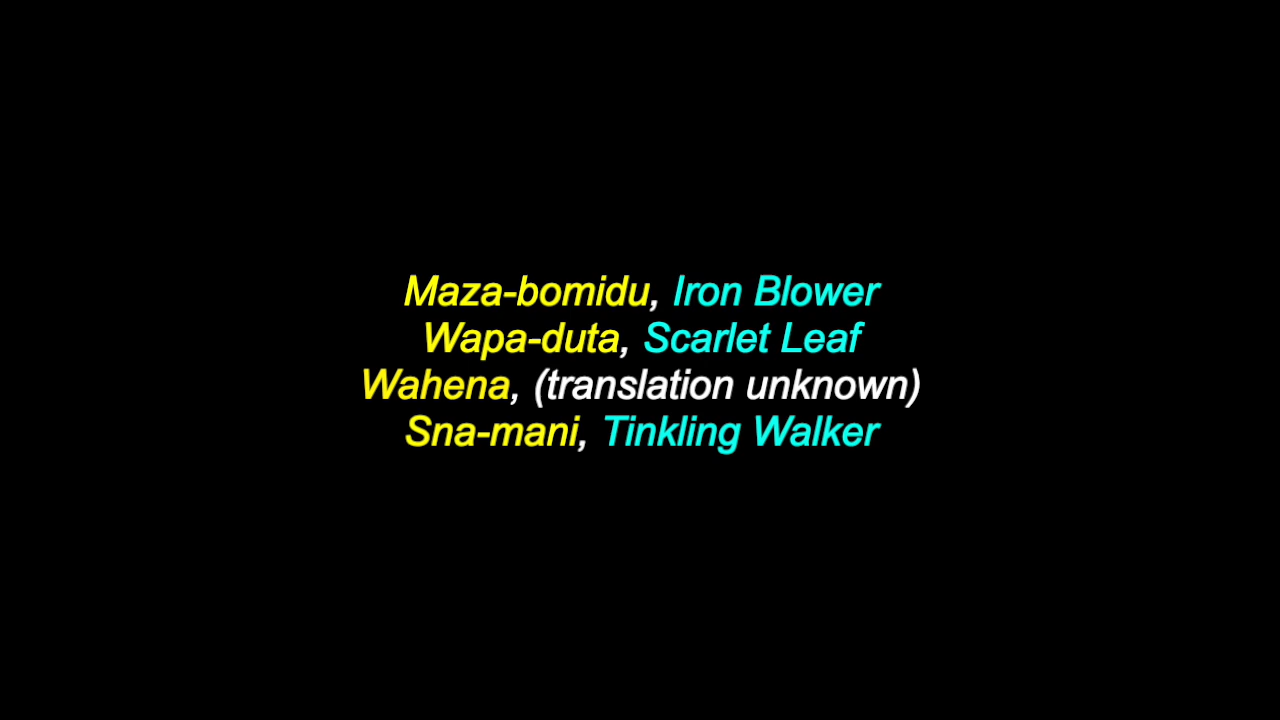 Maza-bomidu, Iron Blower
Wapa-duta, Scarlet Leaf
Wahena, (translation unknown)
Sna-mani, Tinkling Walker